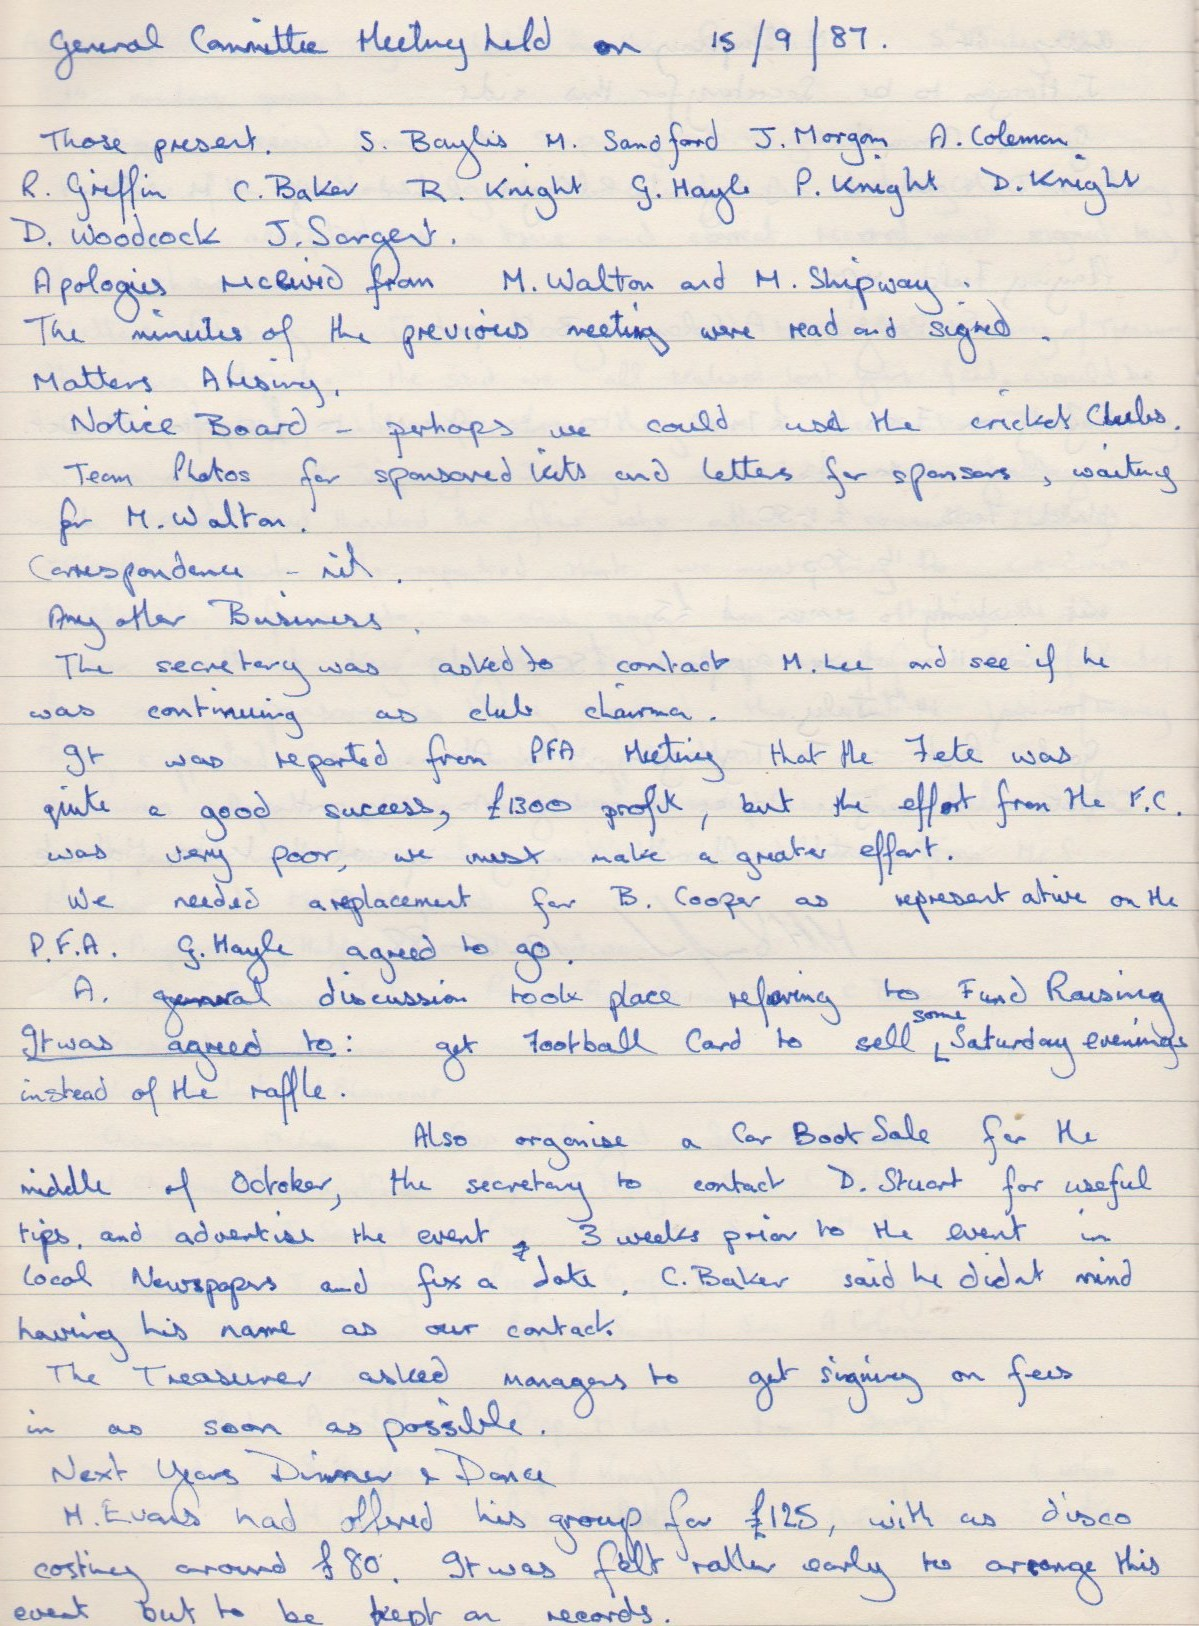 General Committee Meeting held on 15/9/87.
Those present. S. Baylis M. Sandford J. Morgan A. Coleman.
R. Griffin C. Baker R. Knight G. Hayle P. Knight D. Knight
D. Woodcock J. Sargent.
Apologies received from M. Walton and M. Shipway.
The minutes of the previous meeting were read and signed.
Matters Arising.
Notice Board - perhaps we could use the cricket Clubs.
Team Photos for sponsored kits and letters for sponsors, waiting
for M. Walton.
Correspondence - nil.
Any other Business.
The secretary was asked to contact M. Lee and see if he
was continuing as club chairman.
It was reported from PFA Meeting that the Fete was
quite a good success, £1300 profit, but the effort from the F.C.
was very poor, we must make a greater effort.
We needed a replacement for B. Cooper as representative on the
P.F.A. G. Hayle agreed to go.
A. general discussion took place referring to Fund Raising
It was agreed to: get Football Card to sell some Saturday evenings
instead of the raffle.
Also organise a Car Boot Sale for the
middle of October, the secretary to contact D. Stuart for useful
tips, and advertise the event, 3 weeks prior to the event in
local Newspapers and fix a date. C. Baker said he didnt mind
having his name as our contact.
The Treasurer asked managers to get signing on fees
in as soon as possible.
Next Years Dinner & Dance
M. Evans had offered his group for £125, with as disco
costing around £80. It was felt rather early to arrange this
event but to be kept on records.